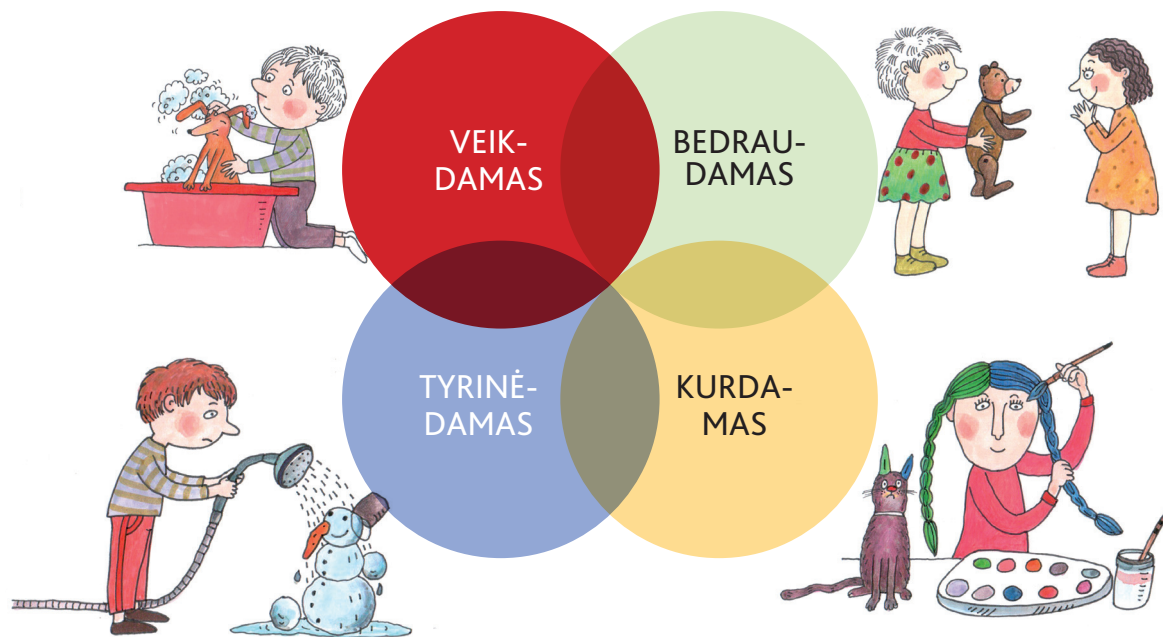 VEIK-
DAMAS
BEDRAU-
DAMAS
TYRINĖ-
DAMAS
KURDA-
MAS